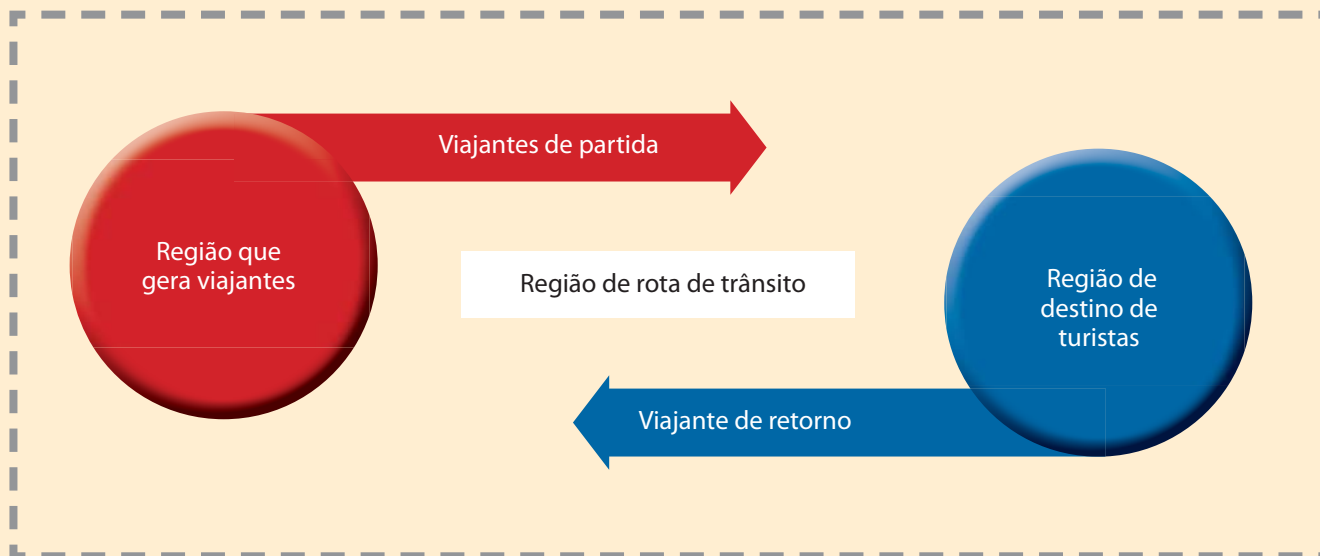 Viajantes de partida
Região que
gera viajantes
Região de rota de trânsito
Região de
destino de
turistas
Viajante de retorno